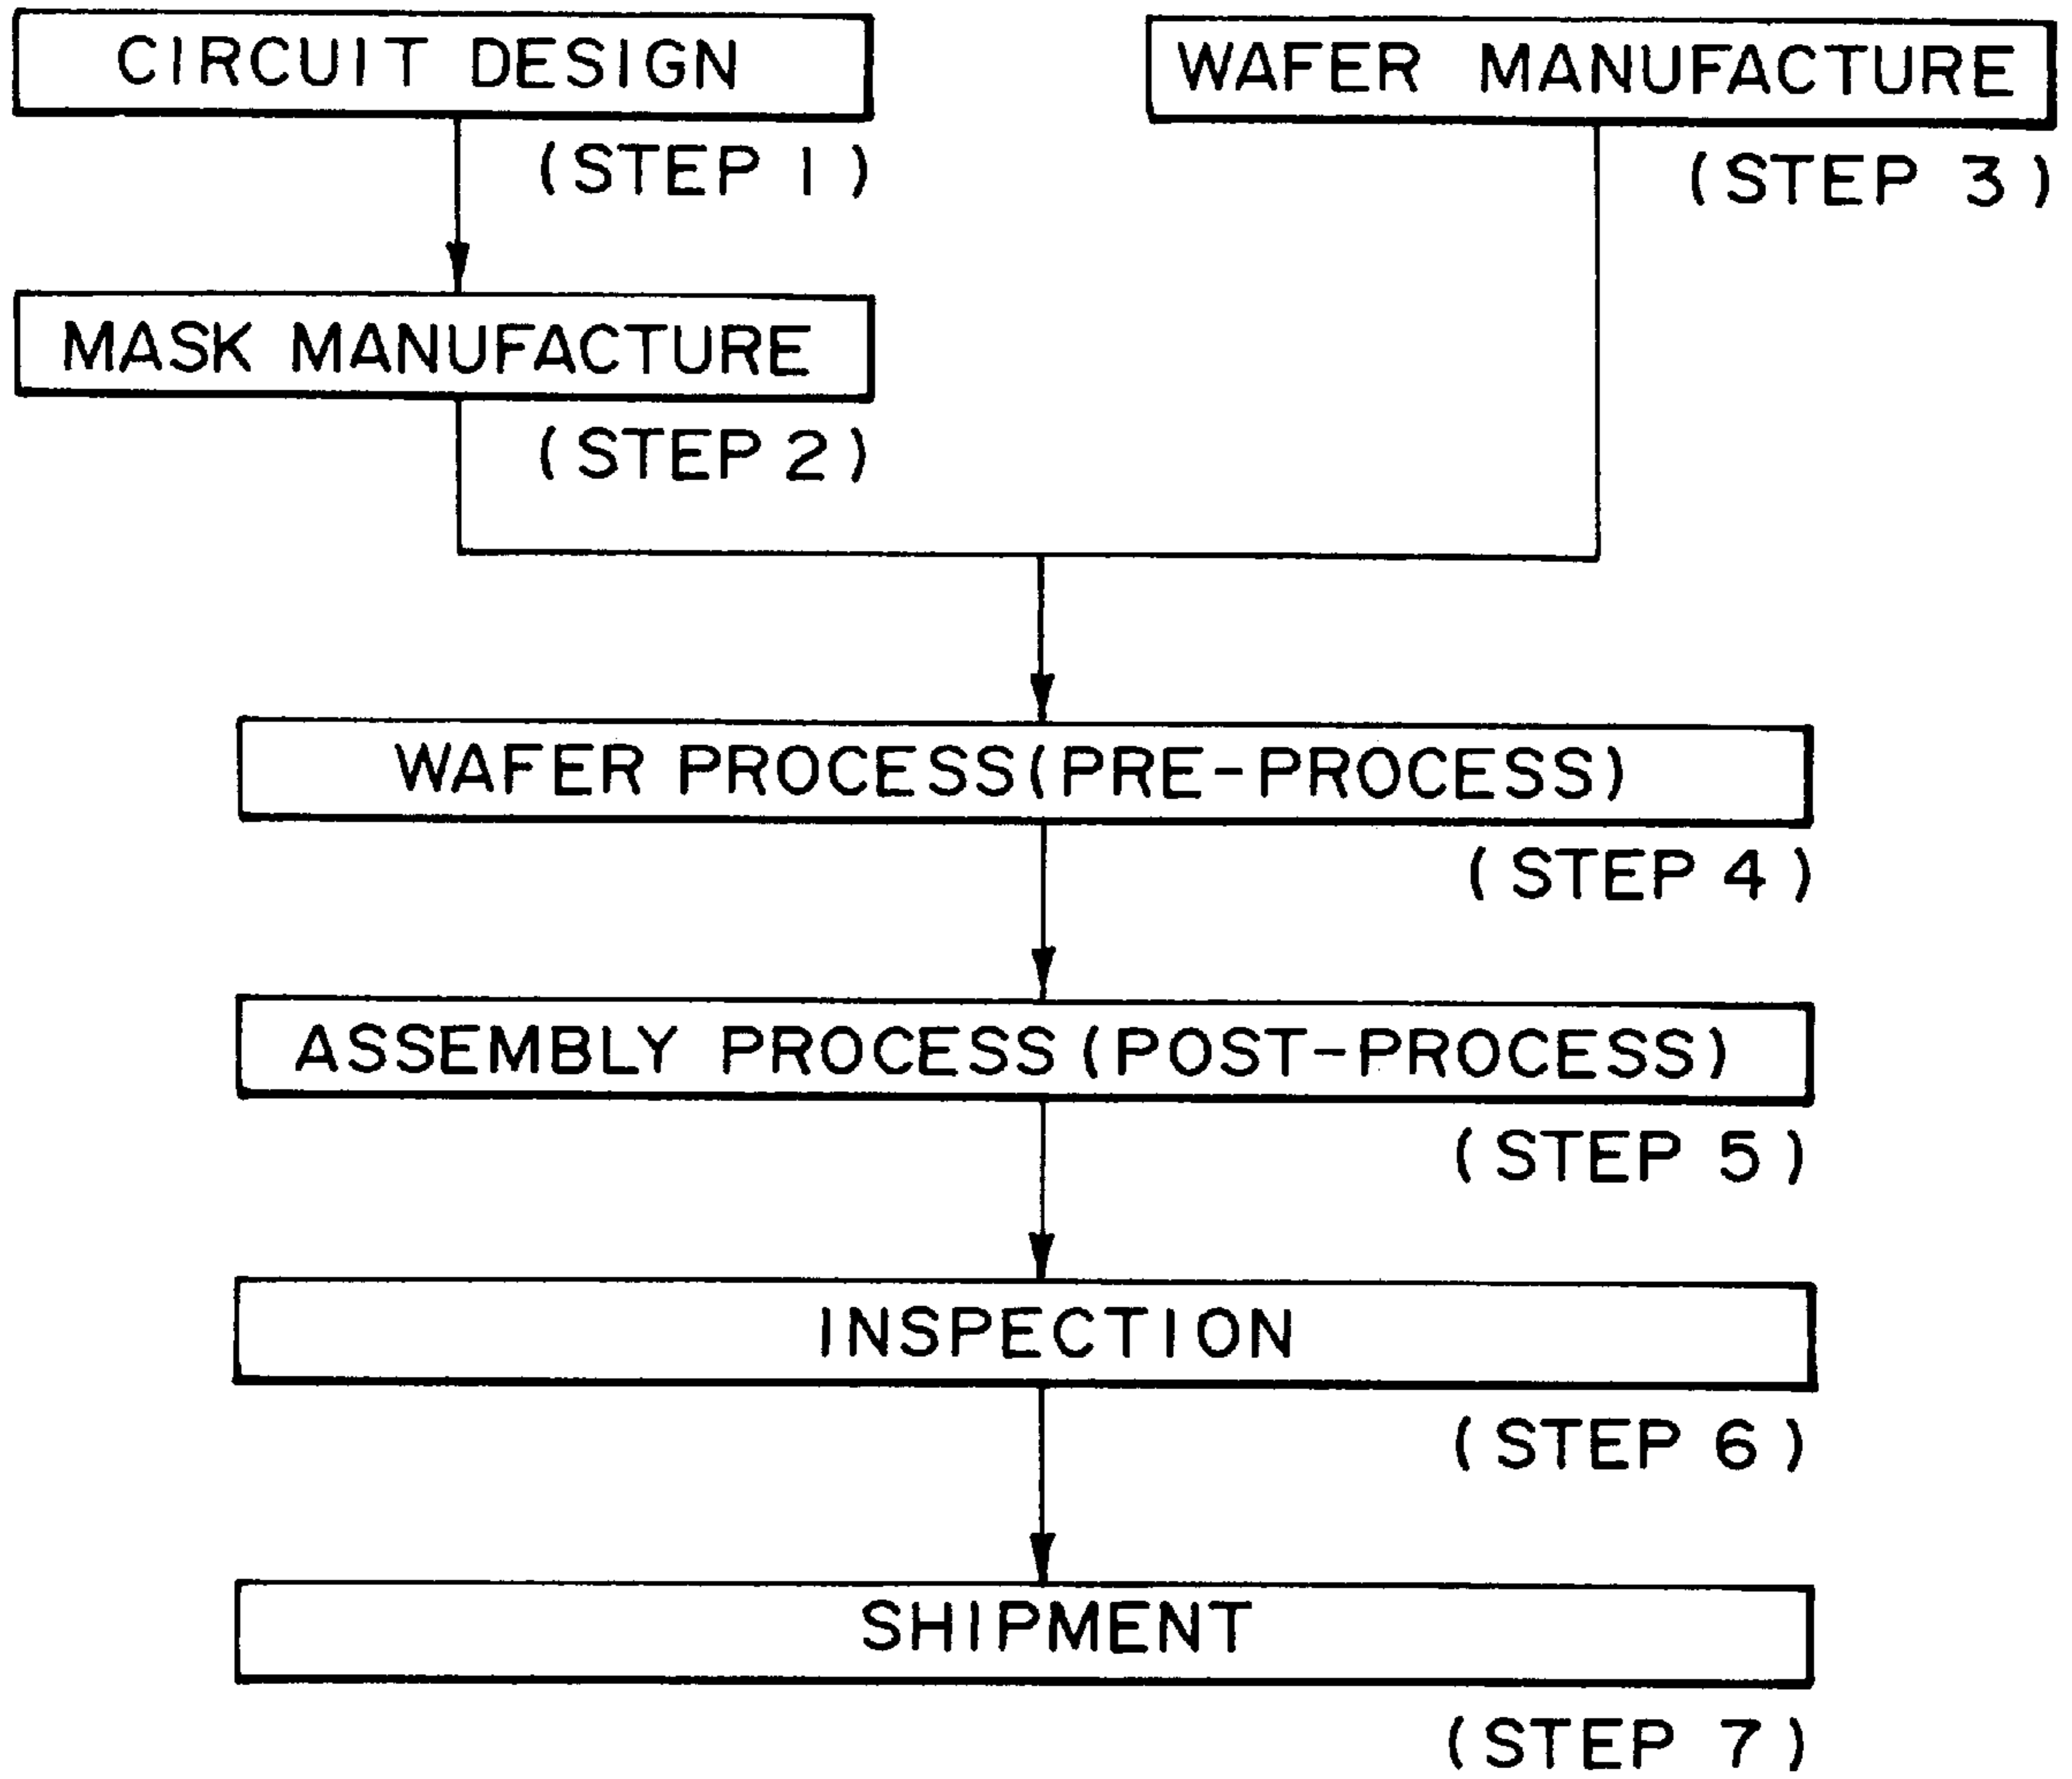 CIRCUIT DESIGN
(STEP 1)
MASK MANUFACTURE
(STEP 2)
WAFER MANUFACTURE
(STEP 3)
WAFER PROCESS(PRE-PROCESS)
(STEP 4)
ASSEMBLY PROCESS(POST-PROCESS)
(STEP 5)
INSPECTION
(STEP 6)
SHIPMENT
(STEP 7)